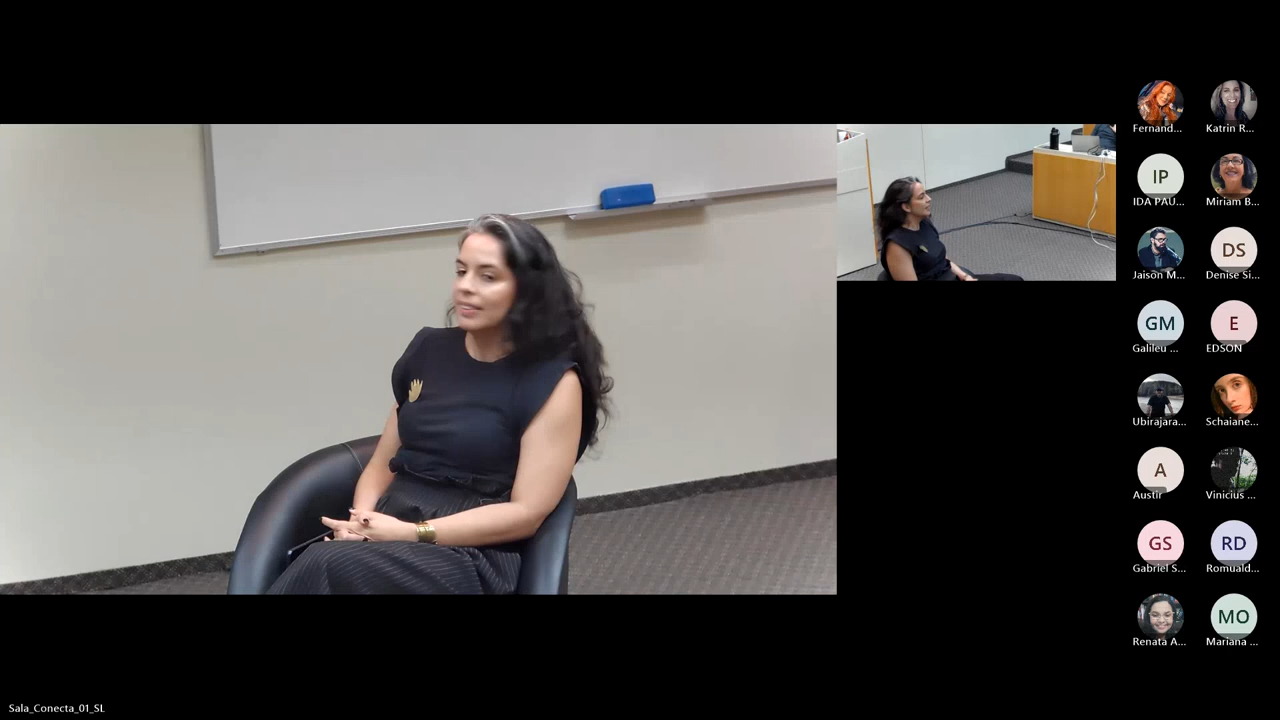 Fernand...
Katrin R...
IP
IDA PAU...
Miriam B...
Jaison M...
DS
Denise Si...
GM
Galileu ...
E
EDSON
Ubirajara...
Schaiane...
A
Austir
Vinicius ...
GS
Gabriel S...
RD
Romuald...
Renata A...
MO
Mariana ...
Sala_Conecta_01_SL